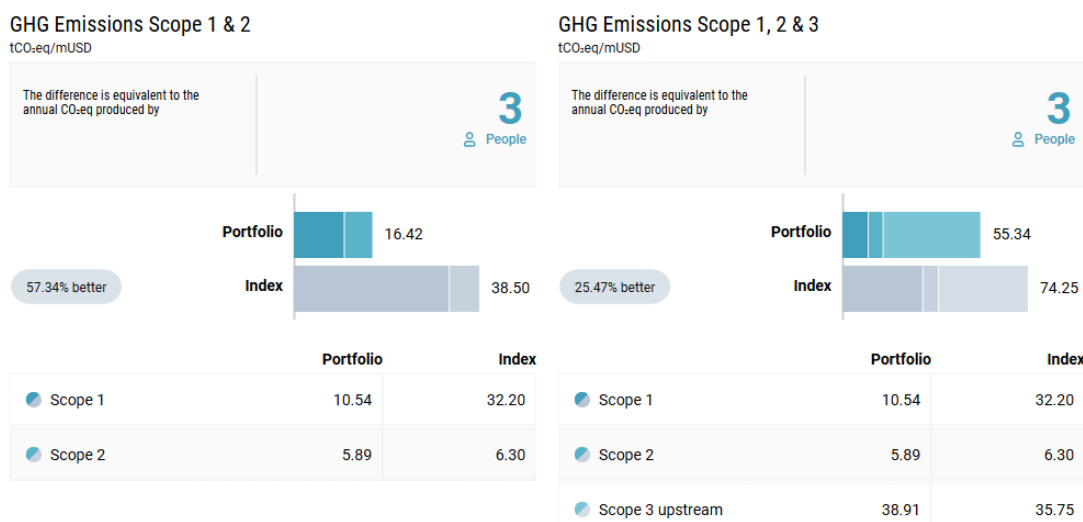 GHG Emissions Scope 1 & 2
tCO₂eq/mUSD
The difference is equivalent to the
annual CO₂eq produced by
3
People
Portfolio 16.42
57.34% better Index 38.50
Portfolio Index
Scope 1 10.54 32.20
Scope 2 5.89 6.30
GHG Emissions Scope 1, 2 & 3
tCO₂eq/mUSD
The difference is equivalent to the
annual CO₂eq produced by
3
People
Portfolio 55.34
25.47% better Index 74.25
Portfolio Index
Scope 1 10.54 32.20
Scope 2 5.89 6.30
Scope 3 upstream 38.91 35.75